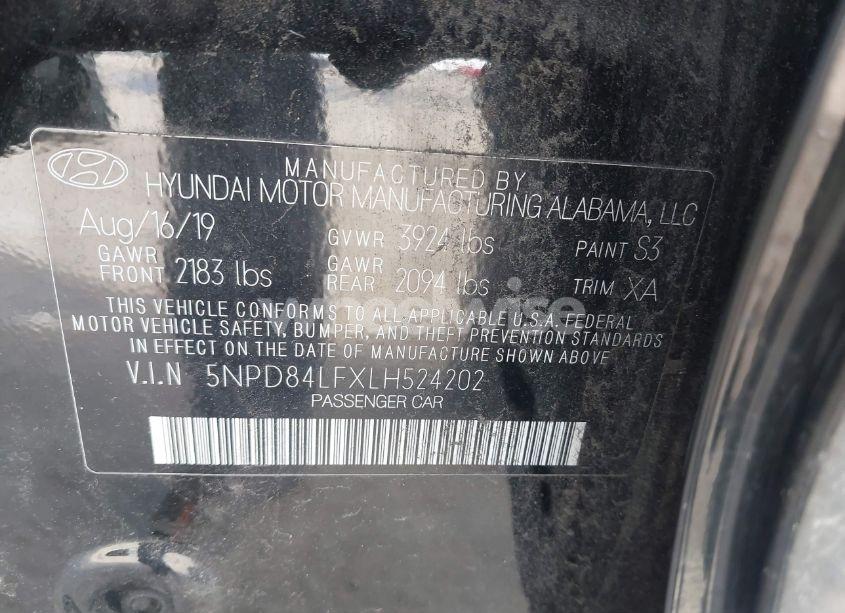 MANUFACTURED BY
HYUNDAI MOTOR MANUFACTURING ALABAMA, LLC
Aug/16/19 GVWR 3924 lbs PAINT S3
GAWR FRONT 2183 lbs GAWR REAR 2094 lbs TRIM XA
THIS VEHICLE CONFORMS TO ALL APPLICABLE U.S.A. FEDERAL
MOTOR VEHICLE SAFETY, BUMPER, AND THEFT PREVENTION STANDARDS
IN EFFECT ON THE DATE OF MANUFACTURE SHOWN ABOVE
V.I.N 5NPD84LFXLH524202
PASSENGER CAR